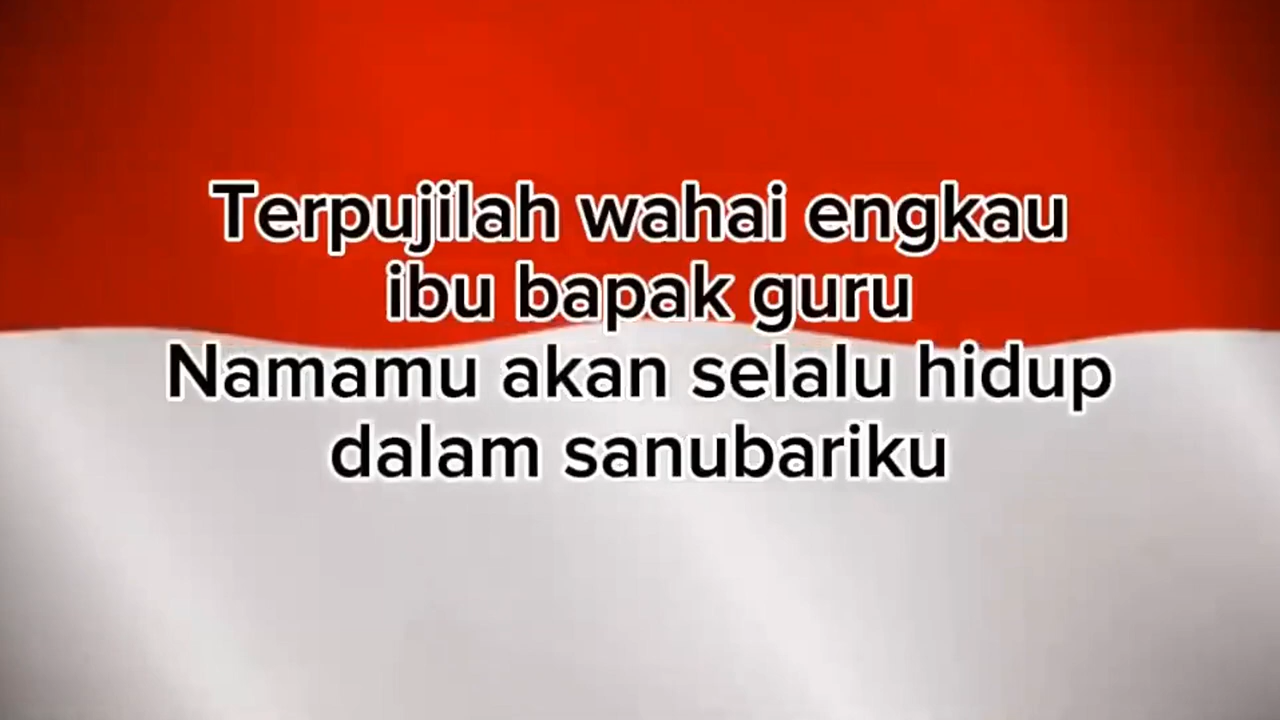 Terpujilah wahai engkau
ibu bapak guru
Namamu akan selalu hidup
dalam sanubariku